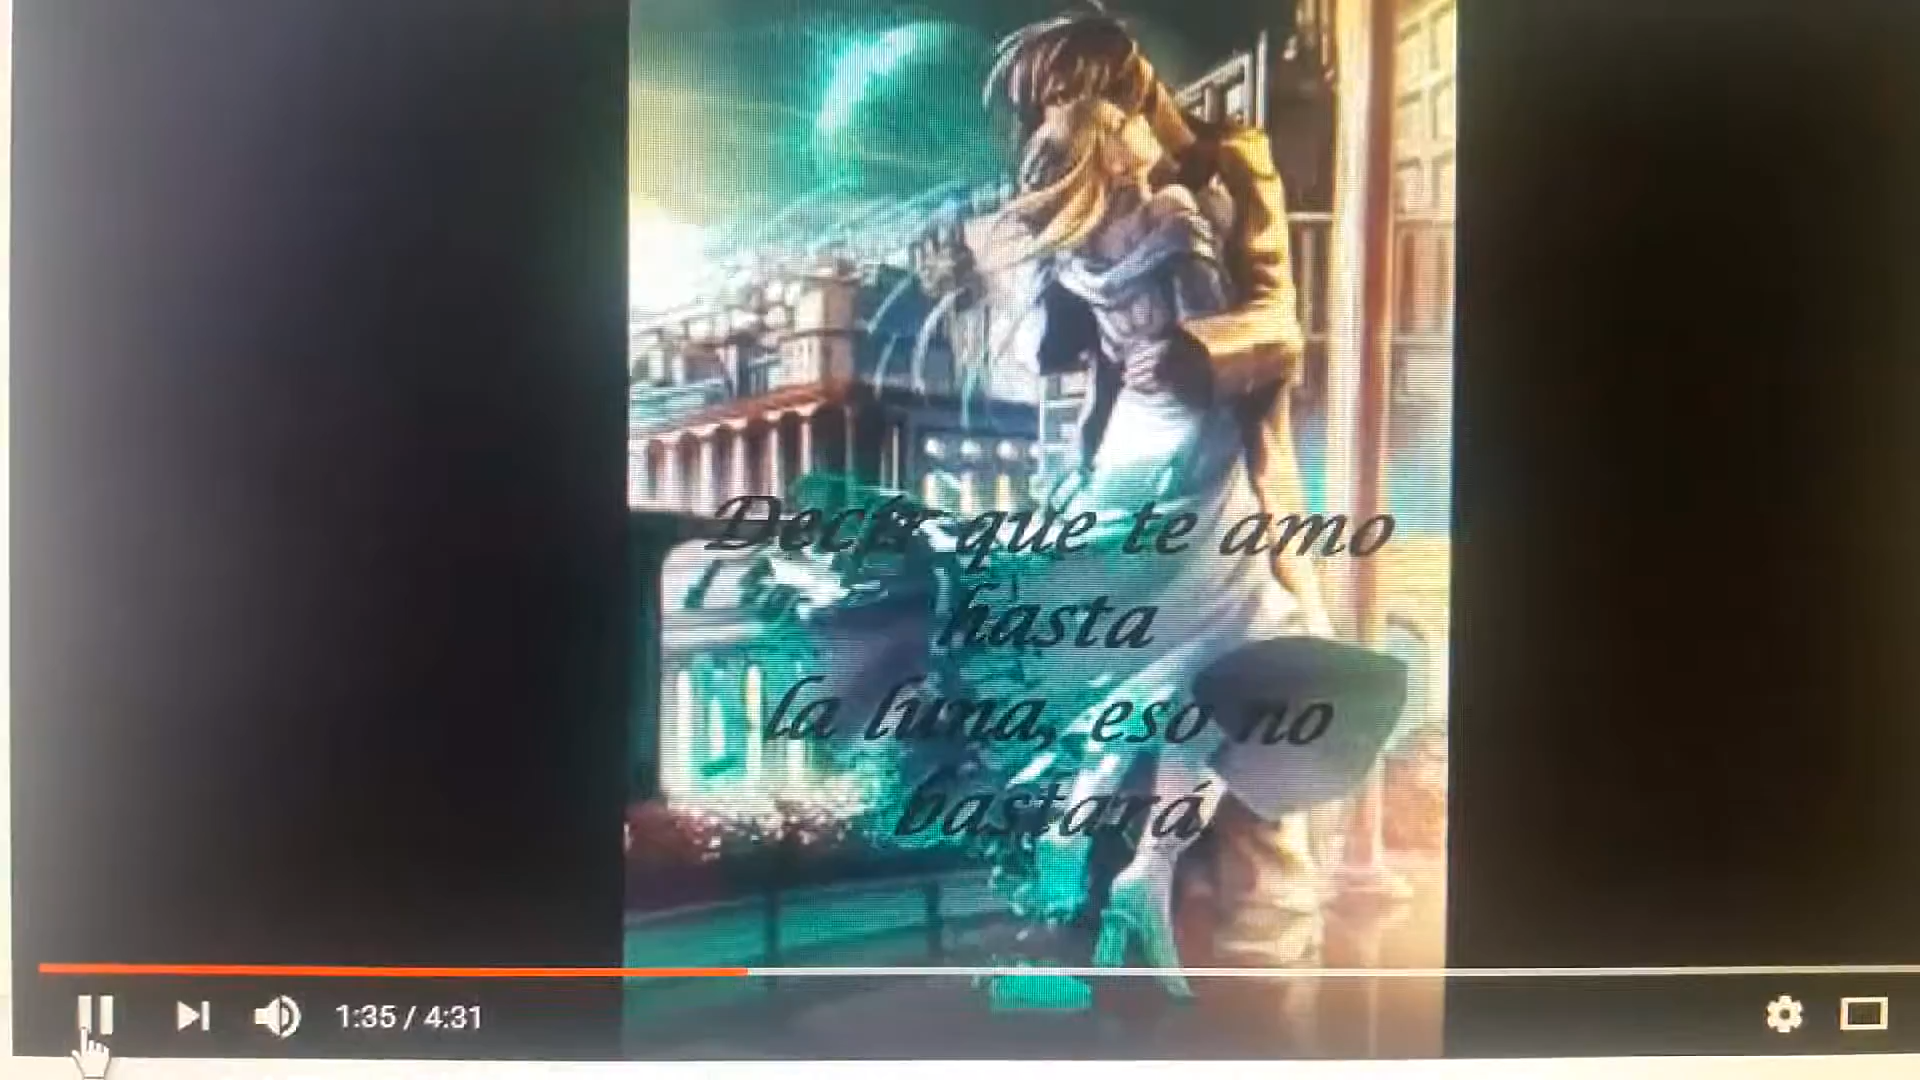 Decir que te amo
hasta
la luna, eso no
bastará,
1:35 / 4:31